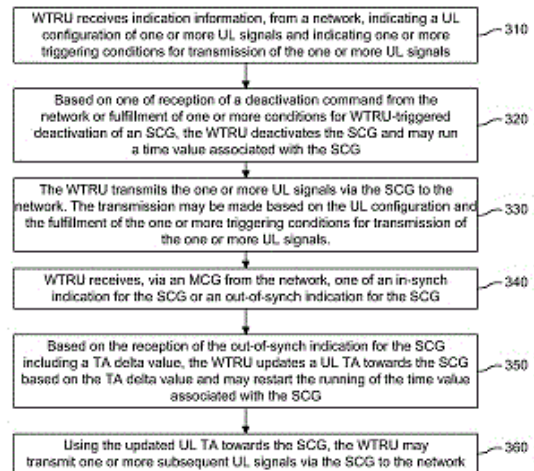 WTRU receives indication information, from a network, indicating a UL
configuration of one or more UL signals and indicating one or more
triggering conditions for transmission of the one or more UL signals
310
Based on one of reception of a deactivation command from the
network or fulfillment of one or more conditions for WTRU-triggered
deactivation of an SCG, the WTRU deactivates the SCG and may run
a time value associated with the SCG
320
The WTRU transmits the one or more UL signals via the SCG to the
network. The transmission may be made based on the UL configuration and
the fulfillment of the one or more triggering conditions for transmission of
the one or more UL signals.
330
WTRU receives, via an MCG from the network, one of an in-synch
indication for the SCG or an out-of-synch indication for the SCG
340
Based on the reception of the out-of-synch indication for the SCG
including a TA delta value, the WTRU updates a UL TA towards the SCG
based on the TA delta value and may restart the running of the time value
associated with the SCG
350
Using the updated UL TA towards the SCG, the WTRU may
transmit one or more subsequent UL signals via the SCG to the network
360